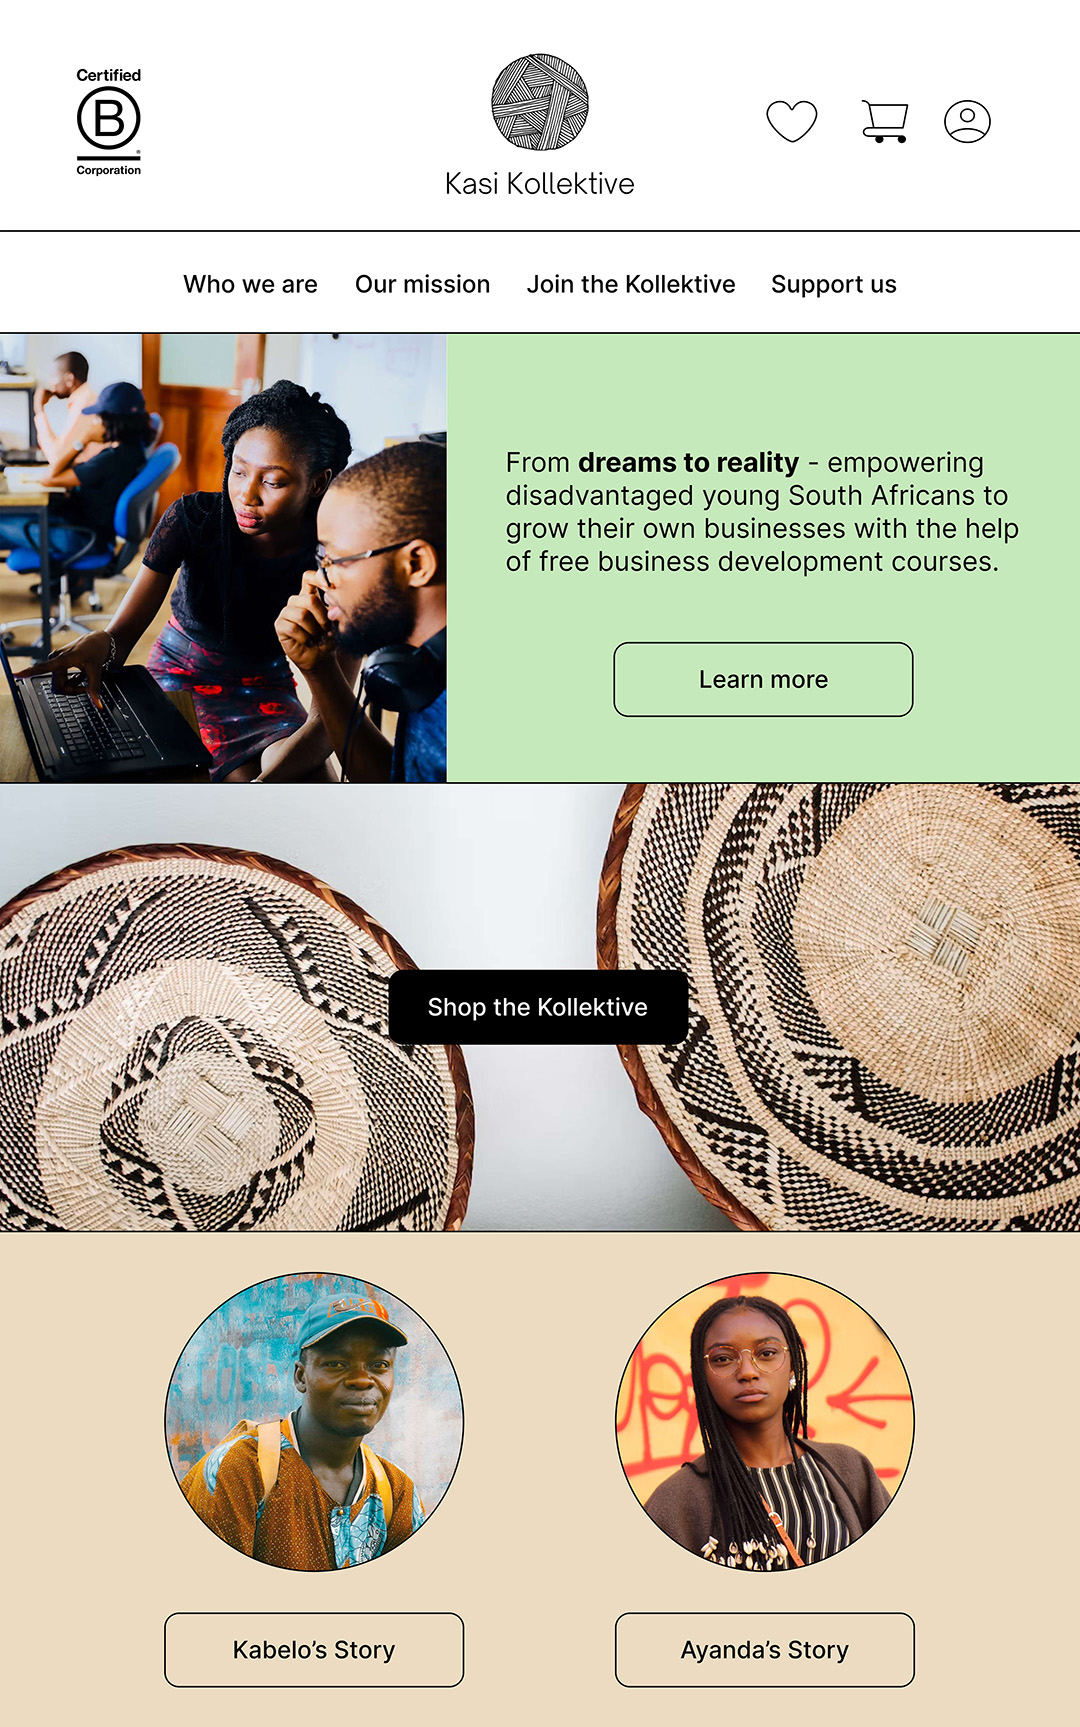 Certified
B
®
Corporation
Kasi Kollektive
Who we are
Our mission
Join the Kollektive
Support us
From dreams to reality - empowering
disadvantaged young South Africans to
grow their own businesses with the help
of free business development courses.
Learn more
Shop the Kollektive
Kabelo’s Story
Ayanda’s Story